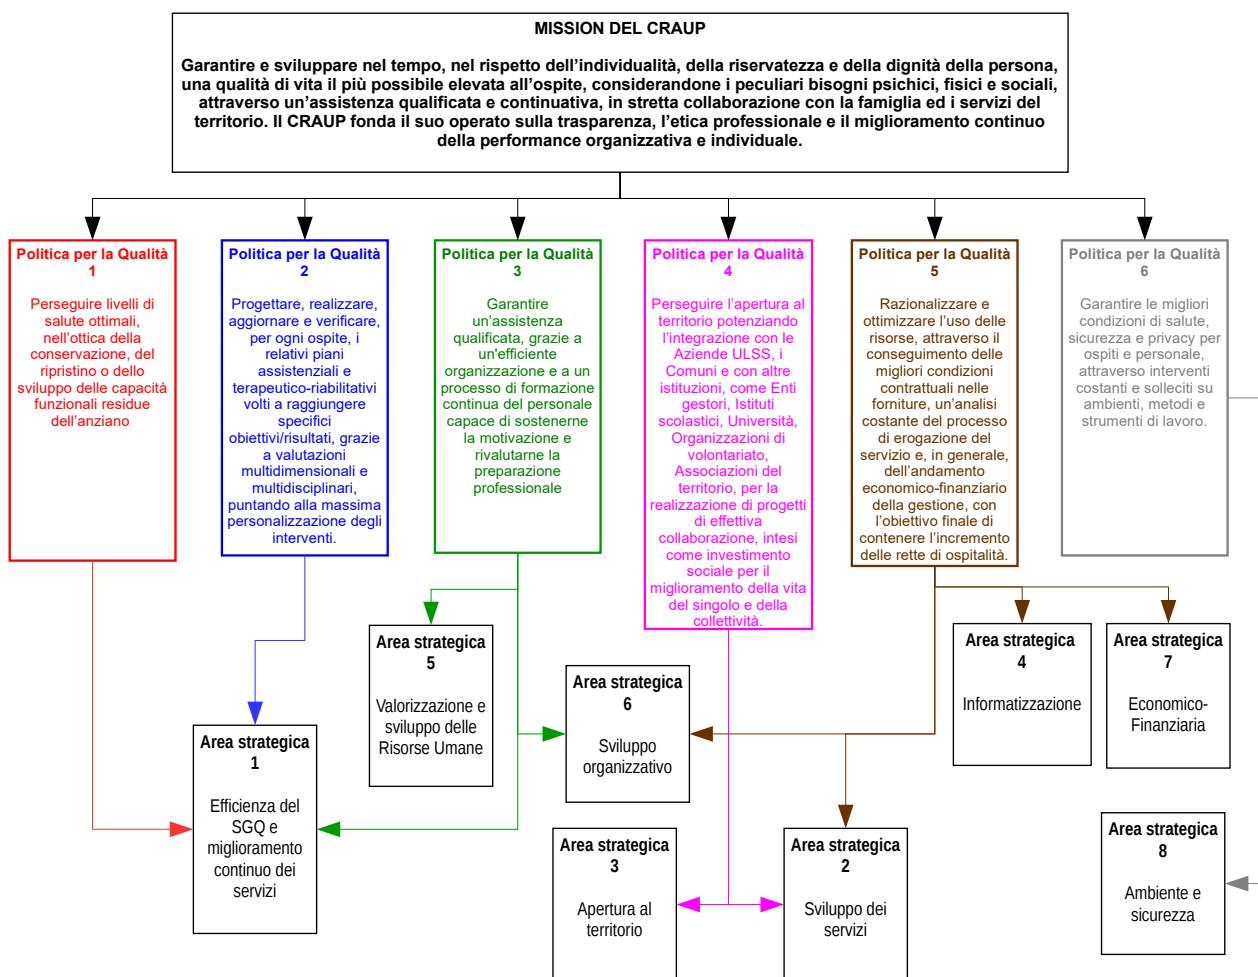 MISSION DEL CRAUP
Garantire e sviluppare nel tempo, nel rispetto dell'individualità, della riservatezza e della dignità della persona,
una qualità di vita il più possibile elevata all'ospite, considerandone i peculiari bisogni psichici, fisici e sociali,
attraverso un'assistenza qualificata e continuativa, in stretta collaborazione con la famiglia ed i servizi del
territorio. Il CRAUP fonda il suo operato sulla trasparenza, l'etica professionale e il miglioramento continuo
della performance organizzativa e individuale.
Politica per la Qualità
1
Perseguire livelli di
salute ottimali,
nell'ottica della
conservazione, del
ripristino o dello
sviluppo delle capacità
funzionali residue
dell'anziano
Politica per la Qualità
2
Progettare, realizzare,
aggiornare e verificare,
per ogni ospite, i
relativi piani
assistenziali e
terapeutico-riabilitativi
volti a raggiungere
specifici
obiettivi/risultati, grazie
a valutazioni
multidimensionali e
multidisciplinari,
puntando alla massima
personalizzazione degli
interventi.
Politica per la Qualità
3
Garantire
un'assistenza
qualificata, grazie a
un'efficiente
organizzazione e a un
processo di formazione
continua del personale
capace di sostenerne
la motivazione e
rivalutarne la
preparazione
professionale
Politica per la Qualità
4
Perseguire l'apertura al
territorio potenziando
l'integrazione con le
Aziende ULSS, i
Comuni e con altre
istituzioni, come Enti
gestori, Istituti
scolastici, Università,
Organizzazioni di
volontariato,
Associazioni del
territorio, per la
realizzazione di progetti
di effettiva
collaborazione, intesi
come investimento
sociale per il
miglioramento della vita
del singolo e della
collettività.
Politica per la Qualità
5
Razionalizzare e
ottimizzare l'uso delle
risorse, attraverso il
conseguimento delle
migliori condizioni
contrattuali nelle
forniture, un'analisi
costante del processo
di erogazione del
servizio e, in generale,
dell'andamento
economico-finanziario
della gestione, con
l'obiettivo finale di
contenere l'incremento
delle rette di ospitalità.
Politica per la Qualità
6
Garantire le migliori
condizioni di salute,
sicurezza e privacy per
ospiti e personale,
attraverso interventi
costanti e solleciti su
ambienti, metodi e
strumenti di lavoro.
Area strategica
5
Valorizzazione e
sviluppo delle
Risorse Umane
Area strategica
4
Informatizzazione
Area strategica
7
Economico-
Finanziaria
Area strategica
6
Sviluppo
organizzativo
Area strategica
1
Efficienza del
SGQ e
miglioramento
continuo dei
servizi
Area strategica
3
Apertura al
territorio
Area strategica
2
Sviluppo dei
servizi
Area strategica
8
Ambiente e
sicurezza